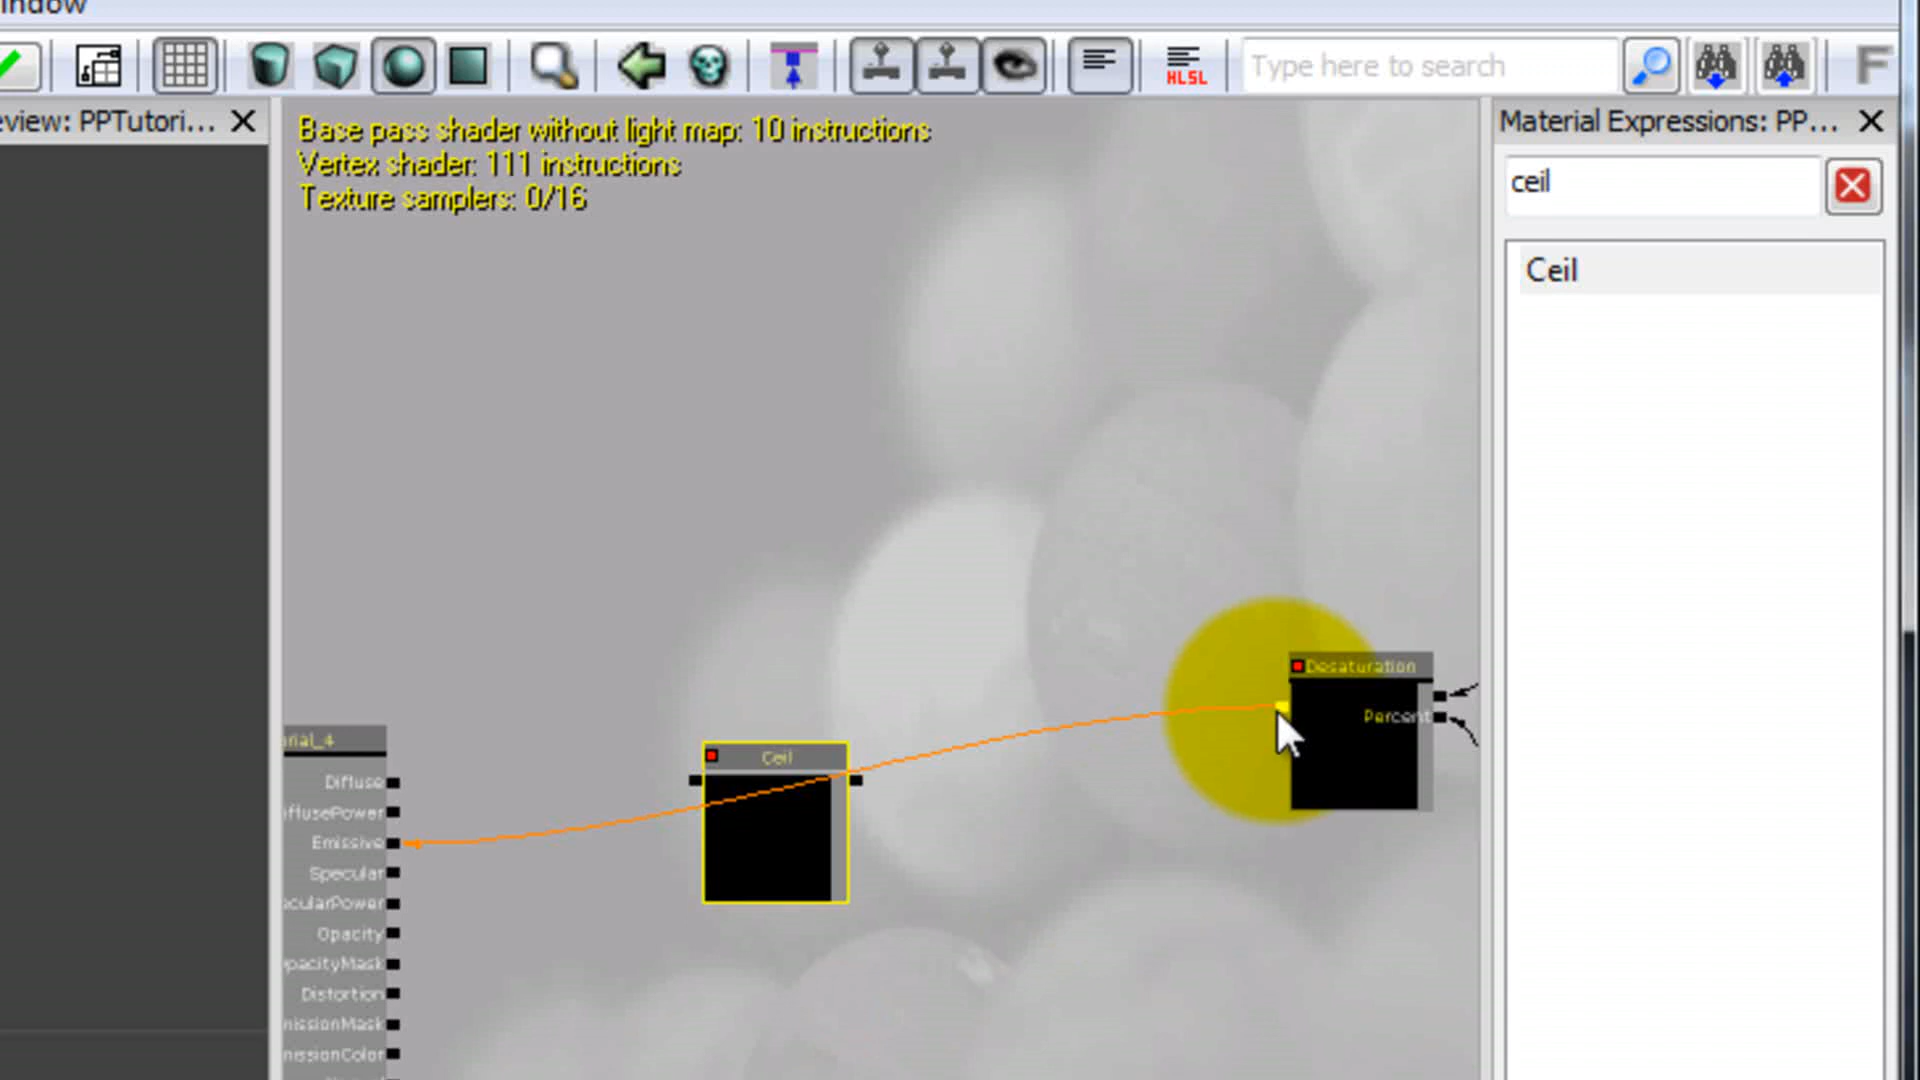 indow
HLSL
Type here to search
F
eview: PPTutori...
Base pass shader without light map: 10 instructions
Vertex shader: 111 instructions
Texture samplers: 0/16
Material Expressions: PP...
ceil
Ceil
Desaturation
Percent
Ceil
rial_4
Diffuse
iffusePower
Emissive
Specular
ecularPower
Opacity
pacityMask
Distortion
missionMask
missionColor